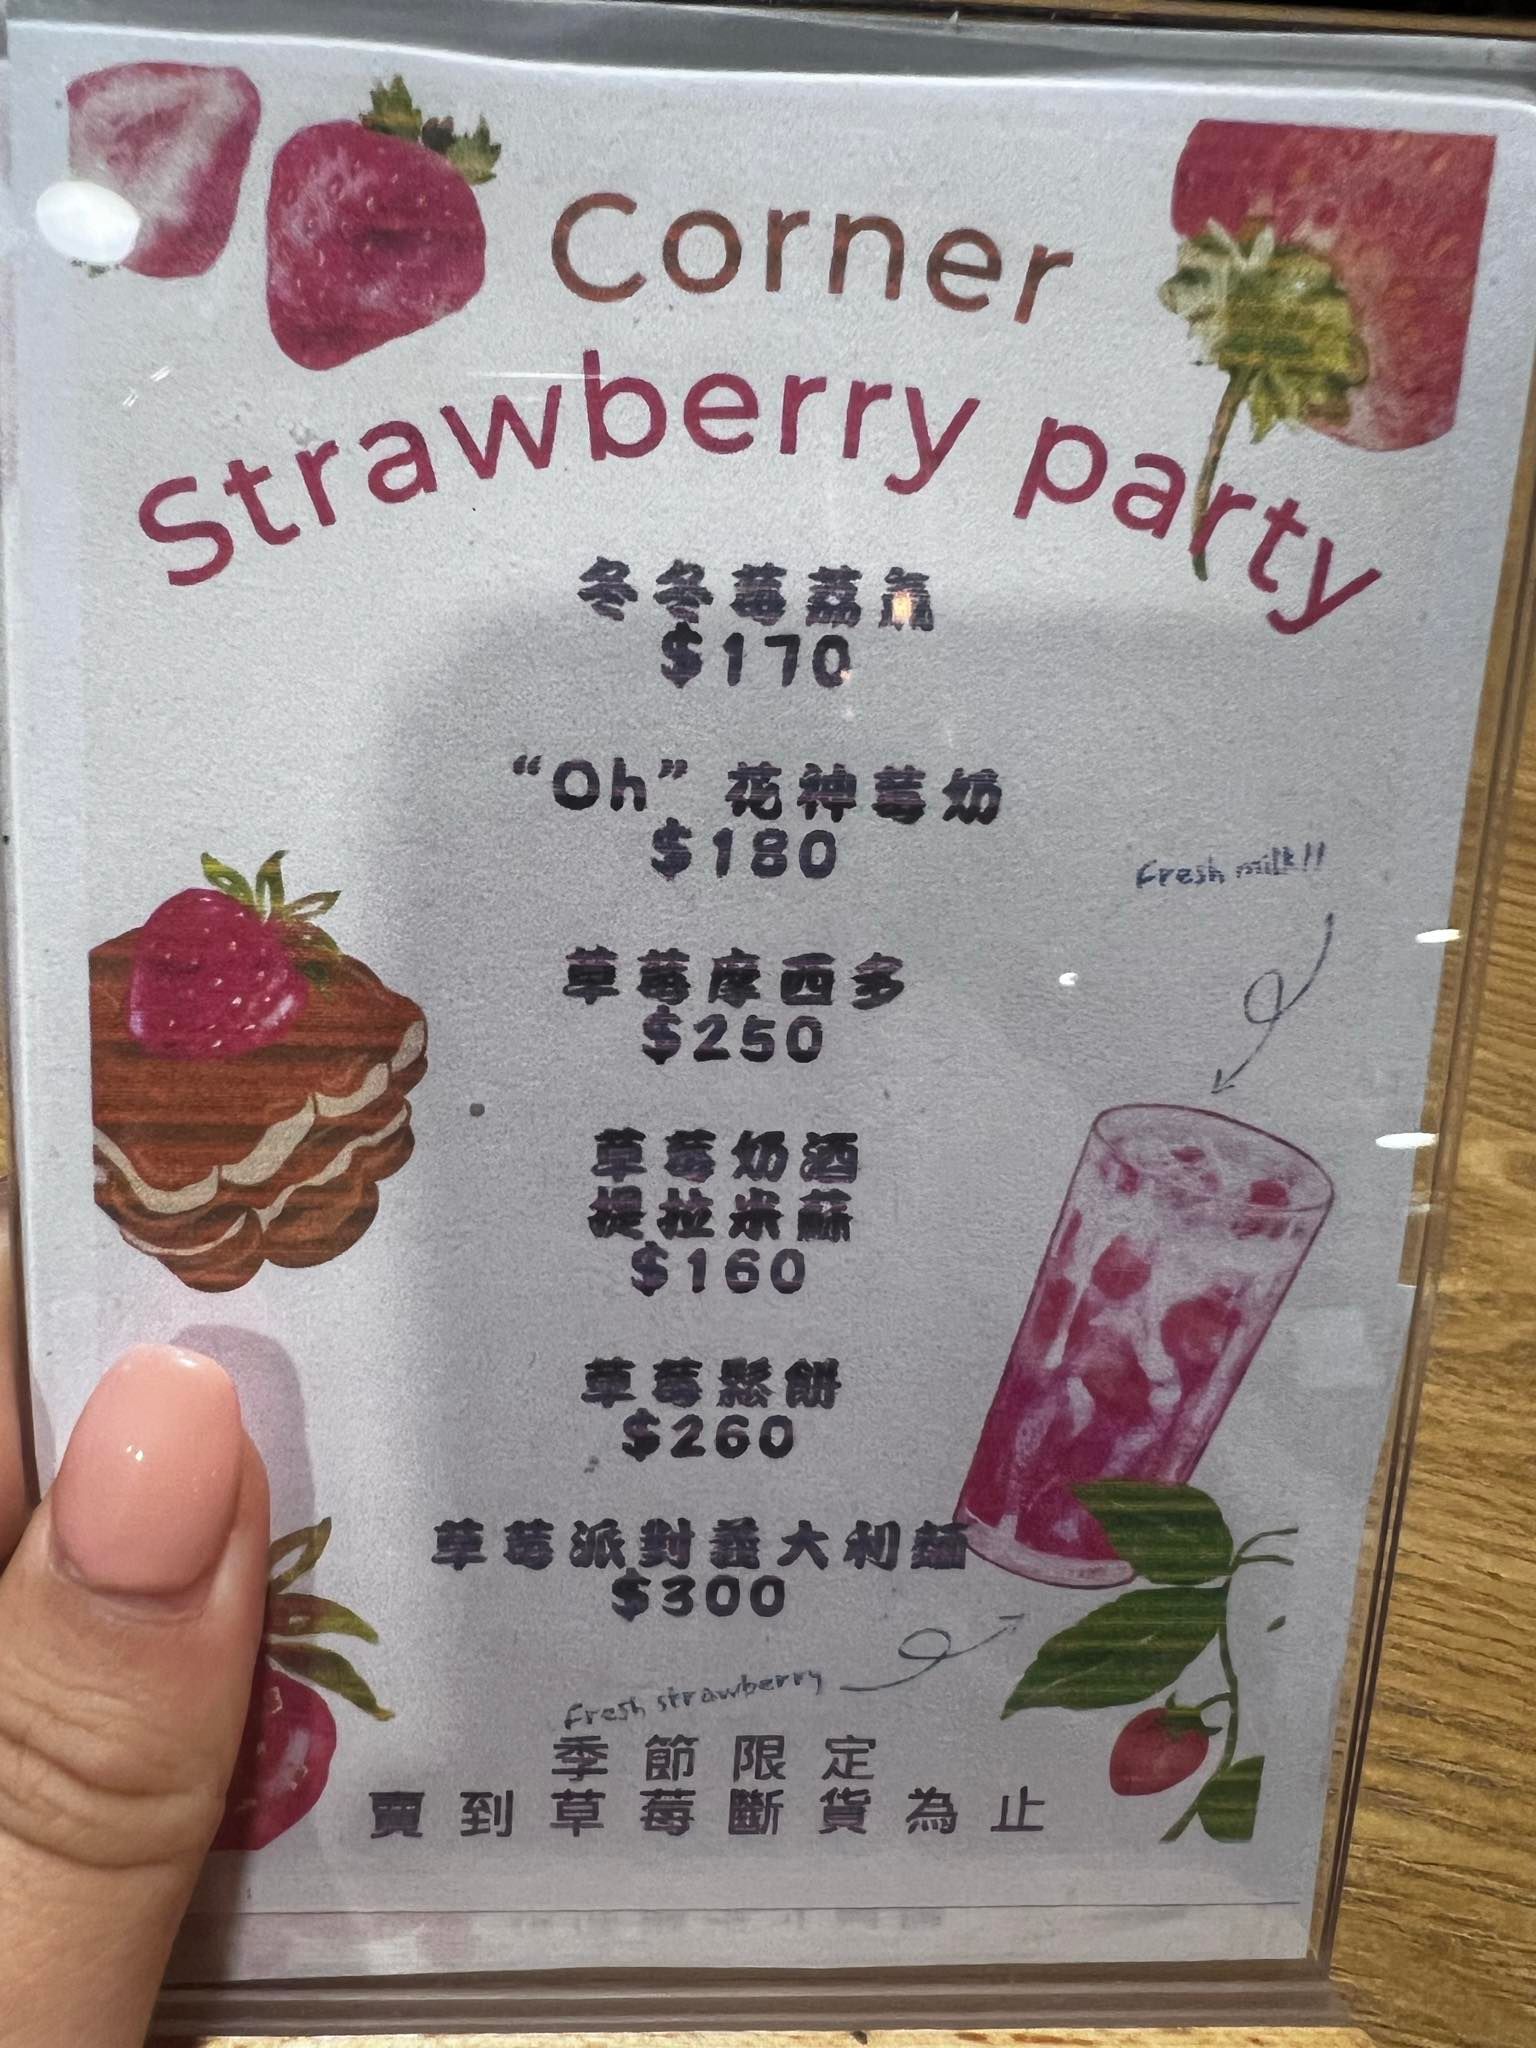 Corner
Strawberry party
冬冬莓荔氣
$170
“Oh” 花神莓奶
$180
Fresh milk!!
草莓摩西多
$250
草莓奶酒
提拉米蘇
$160
草莓鬆餅
$260
草莓派對義大利麵
$300
Fresh strawberry
季節限定
賣到草莓斷貨為止